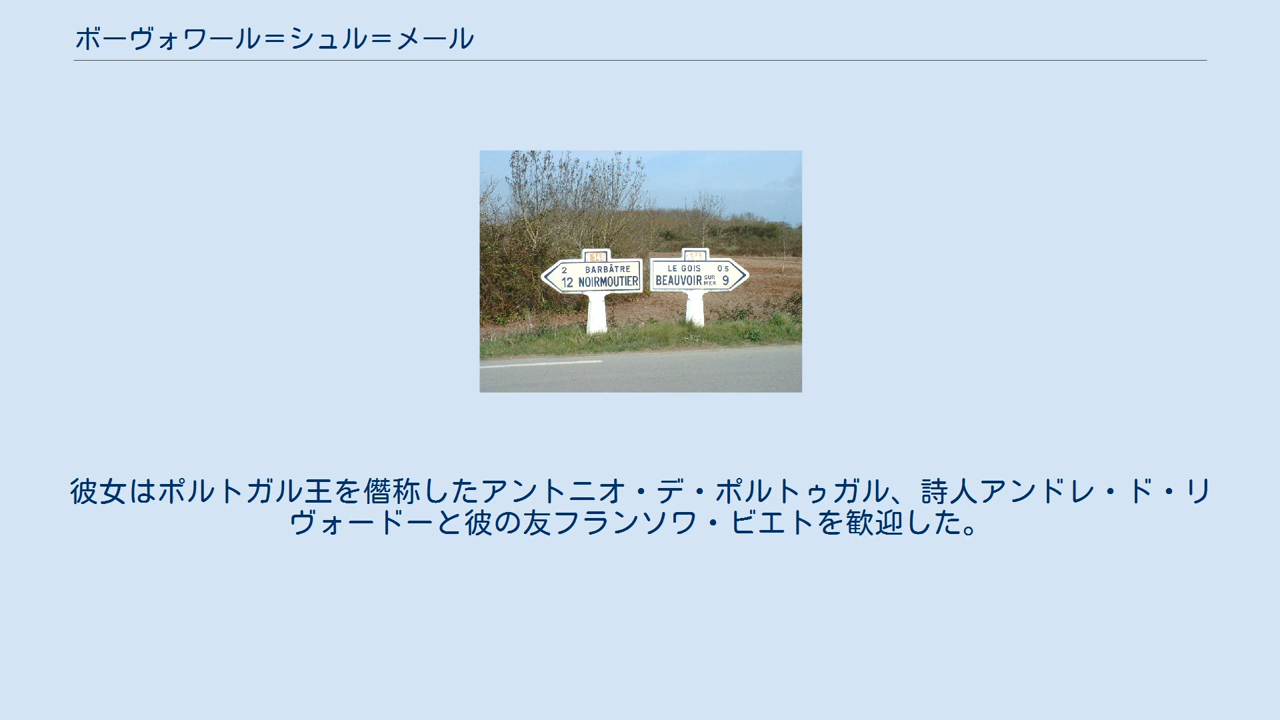 ボーヴォワール＝シュル＝メール
2 BARBÂTRE
12 NOIRMOUTIER
LE GOIS 0 5
BEAUVOIR SUR MER 9
彼女はポルトガル王を僭称したアントニオ・デ・ポルトゥガル、詩人アンドレ・ド・リ
ヴォードーと彼の友フランソワ・ビエトを歓迎した。